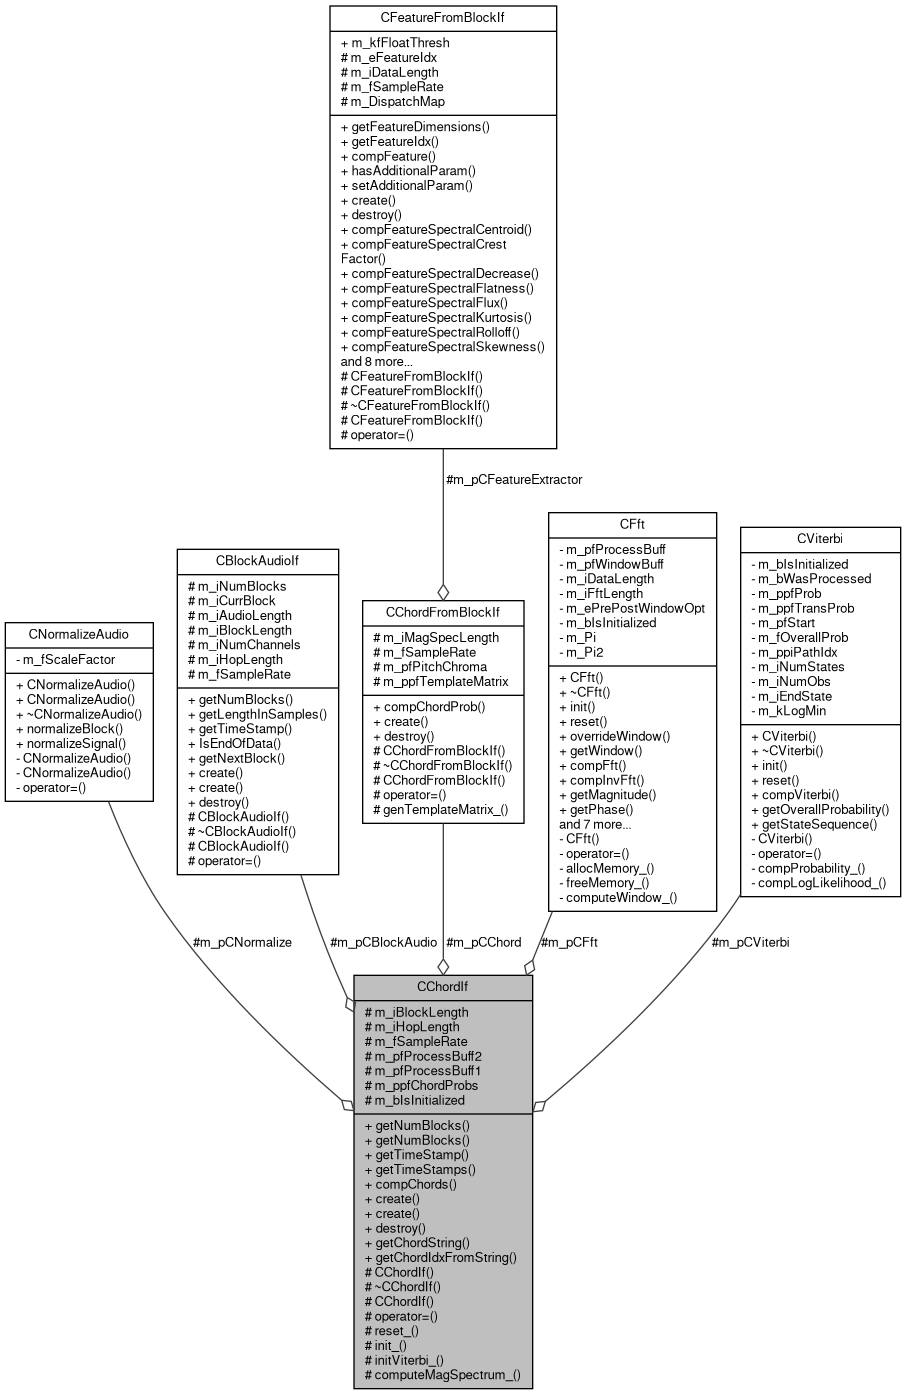 CFeatureFromBlockIf
+ m_kfFloatThresh
# m_eFeatureIdx
# m_iDataLength
# m_fSampleRate
# m_DispatchMap
+ getFeatureDimensions()
+ getFeatureIdx()
+ compFeature()
+ hasAdditionalParam()
+ setAdditionalParam()
+ create()
+ destroy()
+ compFeatureSpectralCentroid()
+ compFeatureSpectralCrest
Factor()
+ compFeatureSpectralDecrease()
+ compFeatureSpectralFlatness()
+ compFeatureSpectralFlux()
+ compFeatureSpectralKurtosis()
+ compFeatureSpectralRolloff()
+ compFeatureSpectralSkewness()
and 8 more...
# CFeatureFromBlockIf()
# CFeatureFromBlockIf()
# ~CFeatureFromBlockIf()
# CFeatureFromBlockIf()
# operator=()
#m_pCFeatureExtractor
CNormalizeAudio
- m_fScaleFactor
+ CNormalizeAudio()
+ CNormalizeAudio()
+ ~CNormalizeAudio()
+ normalizeBlock()
+ normalizeSignal()
- CNormalizeAudio()
- CNormalizeAudio()
- operator=()
CBlockAudioIf
# m_iNumBlocks
# m_iCurrBlock
# m_iAudioLength
# m_iBlockLength
# m_iNumChannels
# m_iHopLength
# m_fSampleRate
+ getNumBlocks()
+ getLengthInSamples()
+ getTimeStamp()
+ IsEndOfData()
+ getNextBlock()
+ create()
+ create()
+ destroy()
# CBlockAudioIf()
# ~CBlockAudioIf()
# CBlockAudioIf()
# operator=()
CChordFromBlockIf
# m_iMagSpecLength
# m_fSampleRate
# m_pfPitchChroma
# m_ppfTemplateMatrix
+ compChordProb()
+ create()
+ destroy()
# CChordFromBlockIf()
# ~CChordFromBlockIf()
# CChordFromBlockIf()
# operator=()
# genTemplateMatrix_()
CFft
- m_pfProcessBuff
- m_pfWindowBuff
- m_iDataLength
- m_iFftLength
- m_ePrePostWindowOpt
- m_bIsInitialized
- m_Pi
- m_Pi2
+ CFft()
+ ~CFft()
+ init()
+ reset()
+ overrideWindow()
+ getWindow()
+ compFft()
+ compInvFft()
+ getMagnitude()
+ getPhase()
and 7 more...
- CFft()
- operator=()
- allocMemory_()
- freeMemory_()
- computeWindow_()
CViterbi
- m_bIsInitialized
- m_bWasProcessed
- m_ppfProb
- m_ppfTransProb
- m_pfStart
- m_fOverallProb
- m_ppiPathIdx
- m_iNumStates
- m_iNumObs
- m_iEndState
- m_kLogMin
+ CViterbi()
+ ~CViterbi()
+ init()
+ reset()
+ compViterbi()
+ getOverallProbability()
+ getStateSequence()
- CViterbi()
- operator=()
- compProbability_()
- compLogLikelihood_()
#m_pCNormalize
#m_pCBlockAudio
#m_pCChord
#m_pCFft
#m_pCViterbi
CChordIf
# m_iBlockLength
# m_iHopLength
# m_fSampleRate
# m_pfProcessBuff2
# m_pfProcessBuff1
# m_ppfChordProbs
# m_bIsInitialized
+ getNumBlocks()
+ getNumBlocks()
+ getTimeStamp()
+ getTimeStamps()
+ compChords()
+ create()
+ create()
+ destroy()
+ getChordString()
+ getChordIdxFromString()
# CChordIf()
# ~CChordIf()
# CChordIf()
# operator=()
# reset_()
# init_()
# initViterbi_()
# computeMagSpectrum_()